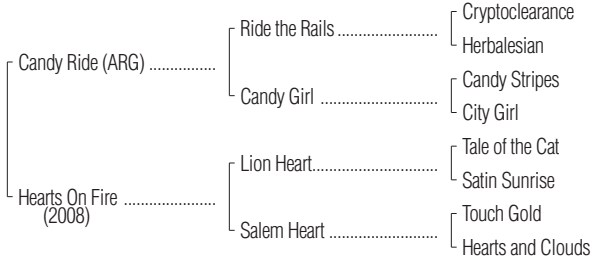 Cryptoclearance
Ride the Rails ........................
Herbalesian
Candy Ride (ARG) ................
Candy Stripes
Candy Girl ............................
City Girl
Tale of the Cat
Lion Heart..............................
Satin Sunrise
Hearts On Fire ......................
(2008)
Touch Gold
Salem Heart ..........................
Hearts and Clouds